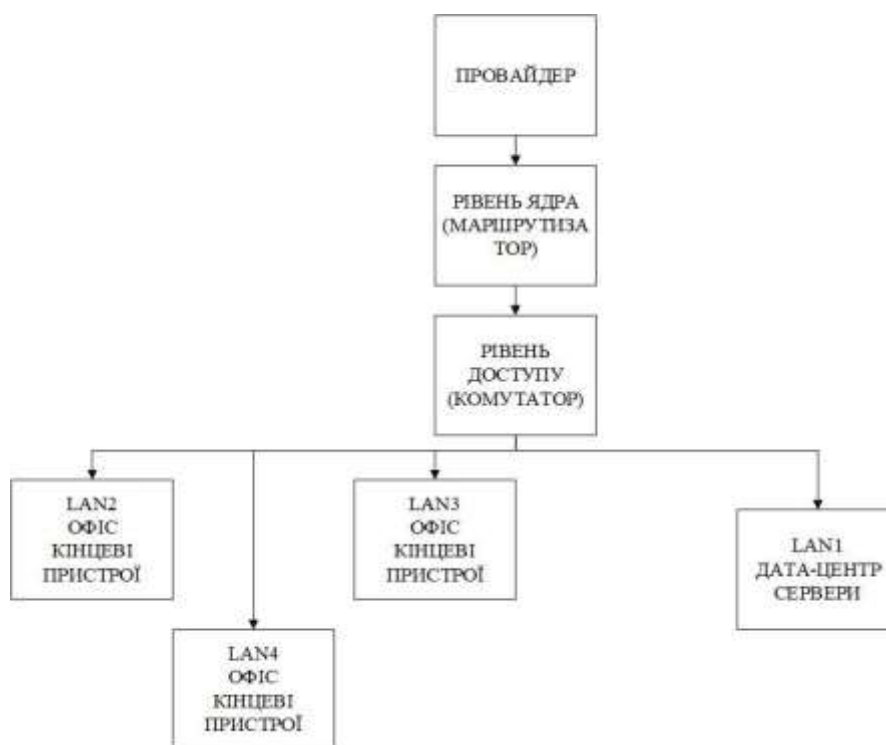 ПРОВАЙДЕР
РІВЕНЬ ЯДРА
(МАРШРУТИЗА
ТОР)
РІВЕНЬ
ДОСТУПУ
(КОМУТАТОР)
LAN2
ОФІС
КІНЦЕВІ
ПРИСТРОЇ
LAN3
ОФІС
КІНЦЕВІ
ПРИСТРОЇ
LAN1
ДАТА-ЦЕНТР
СЕРВЕРИ
LAN4
ОФІС
КІНЦЕВІ
ПРИСТРОЇ